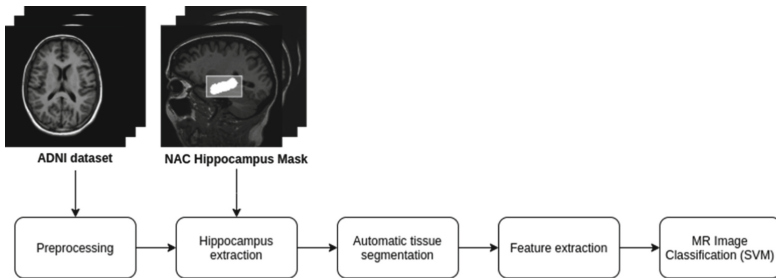 ADNI dataset
NAC Hippocampus Mask
Preprocessing
Hippocampus
extraction
Automatic tissue
segmentation
Feature extraction
MR Image
Classification (SVM)